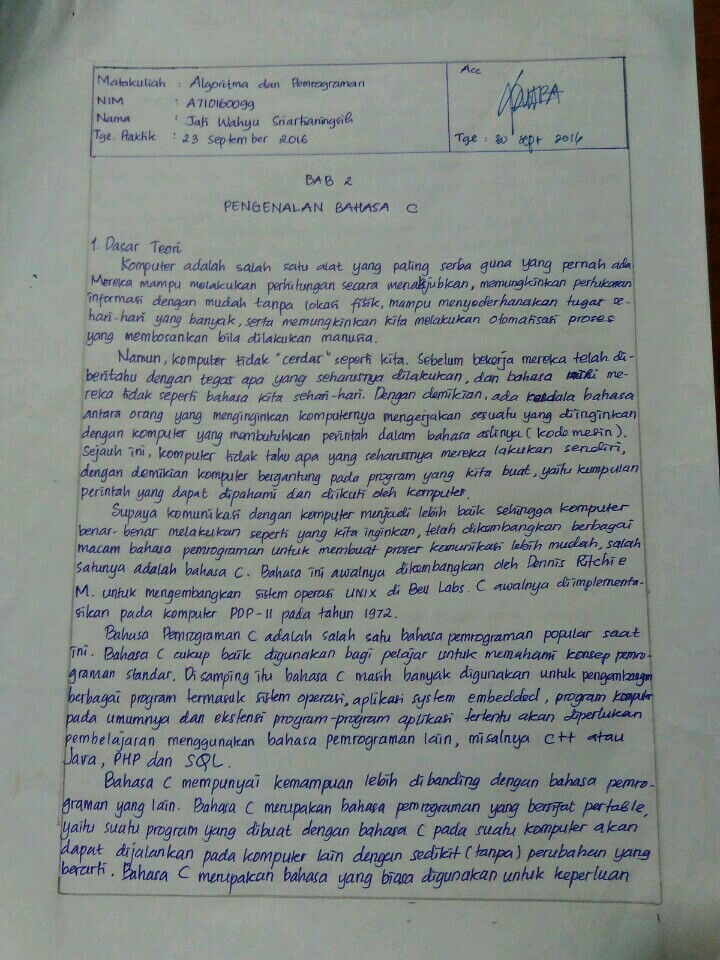 Matakuliah : Algoritma dan Pemrograman
NIM : A710160099
Nama : Jati Wahyu Sriartianingsih
Tgl. Praktik : 23 September 2016
Acc
Tgl : 30 Sept 2016
BAB 2
PENGENALAN BAHASA C
1. Dasar Teori
Komputer adalah salah satu alat yang paling serba guna yang pernah ada
Mereka mampu melakukan perhitungan secara menakjubkan, memungkinkan pertukaran
informasi dengan mudah tanpa lokasi fisik, mampu menyederhanakan tugas se-
hari-hari yang banyak, serta memungkinkan kita melakukan otomatisasi proses
yang membosankan bila dilakukan manusia.
Namun, komputer tidak "cerdas" seperti kita. Sebelum bekerja mereka telah di-
beritahu dengan tegas apa yang seharusnya dilakukan, dan bahasa me-
reka tidak seperti bahasa kita sehari-hari. Dengan demikian, ada kendala bahasa
antara orang yang menginginkan komputernya mengerjakan sesuatu yang diinginkan
dengan komputer yang membutuhkan perintah dalam bahasa aslinya (kode mesin).
Sejauh ini, komputer tidak tahu apa yang seharusnya mereka lakukan sendiri,
dengan demikian komputer bergantung pada program yang kita buat, yaitu kumpulan
perintah yang dapat dipahami dan diikuti oleh komputer.
Supaya komunikasi dengan komputer menjadi lebih baik sehingga komputer
benar-benar melakukan seperti yang kita inginkan, telah dikembangkan berbagai
macam bahasa pemrograman untuk membuat proses komunikasi lebih mudah, salah
satunya adalah bahasa C. Bahasa ini awalnya dikembangkan oleh Dennis Ritchie
M. untuk mengembangkan sistem operasi UNIX di Bell Labs. C awalnya diimplementa-
sikan pada komputer PDP-11 pada tahun 1972.
Bahasa Pemrograman C adalah salah satu bahasa pemrograman popular saat
ini. Bahasa C cukup baik digunakan bagi pelajar untuk memahami konsep pemro-
graman standar. Disamping itu bahasa C masih banyak digunakan untuk pengembangan
berbagai program termasuk sistem operasi, aplikasi system embedded, program komputer
pada umumnya dan ekstensi program-program aplikasi tertentu akan diperlukan
pembelajaran menggunakan bahasa pemrograman lain, misalnya C++ atau
Java, PHP dan SQL.
Bahasa C mempunyai kemampuan lebih dibanding dengan bahasa pemro-
graman yang lain. Bahasa C merupakan bahasa pemrograman yang bersifat portable,
yaitu suatu program yang dibuat dengan bahasa C pada suatu komputer akan
dapat dijalankan pada komputer lain dengan sedikit (tanpa) perubahan yang
berarti. Bahasa C merupakan bahasa yang biasa digunakan untuk keperluan